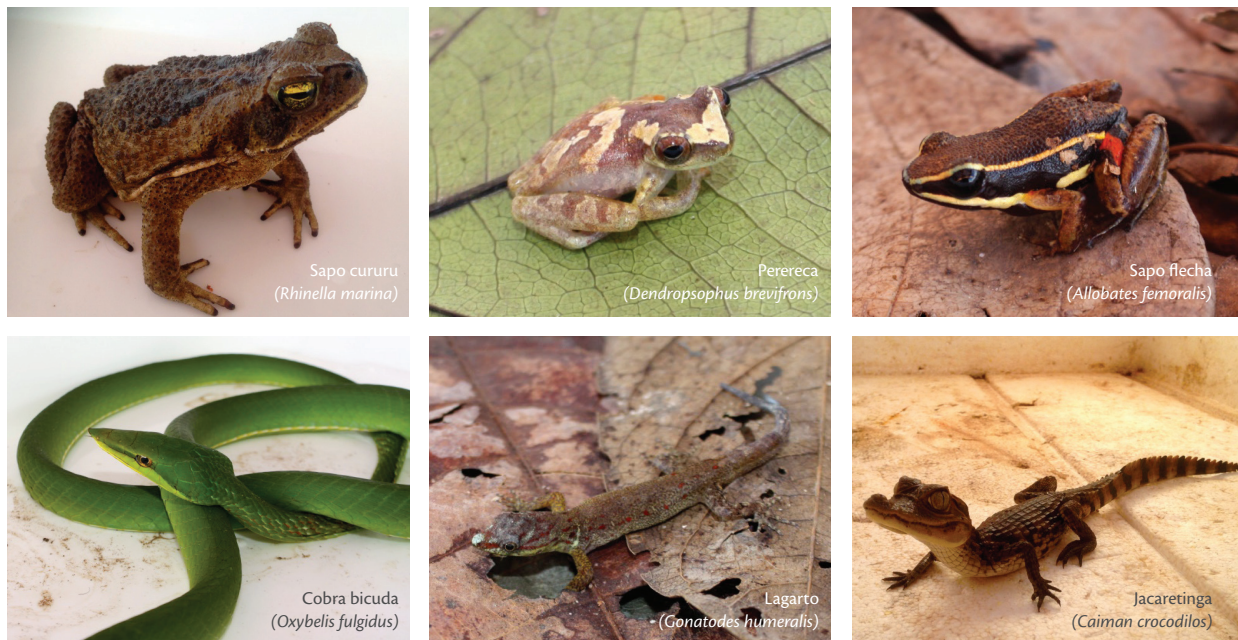 Sapo cururu
(Rhinella marina)
Perereca
(Dendropsophus brevifrons)
Sapo flecha
(Allobates femoralis)
Cobra bicuda
(Oxybelis fulgidus)
Lagarto
(Gonatodes humeralis)
Jacaretinga
(Caiman crocodilos)